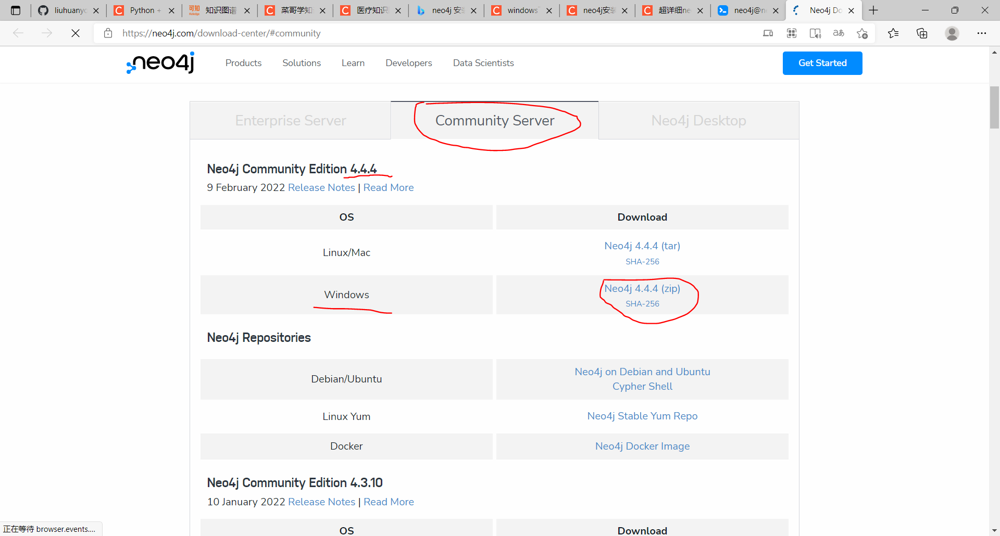 liuhuanyo
Python +
可知
知识图谱
菜哥学知
医疗知识
neo4j 安
windows
neo4j安
超详细ne
neo4j@n
Neo4j Do
https://neo4j.com/download-center/#community
neo4j
Products
Solutions
Learn
Developers
Data Scientists
Get Started
Enterprise Server
Community Server
Neo4j Desktop
Neo4j Community Edition 4.4.4
9 February 2022 Release Notes | Read More
OS
Download
Linux/Mac
Neo4j 4.4.4 (tar)
SHA-256
Windows
Neo4j 4.4.4 (zip)
SHA-256
Neo4j Repositories
Debian/Ubuntu
Neo4j on Debian and Ubuntu
Cypher Shell
Linux Yum
Neo4j Stable Yum Repo
Docker
Neo4j Docker Image
Neo4j Community Edition 4.3.10
10 January 2022 Release Notes | Read More
OS
Download
正在等待 browser.events....